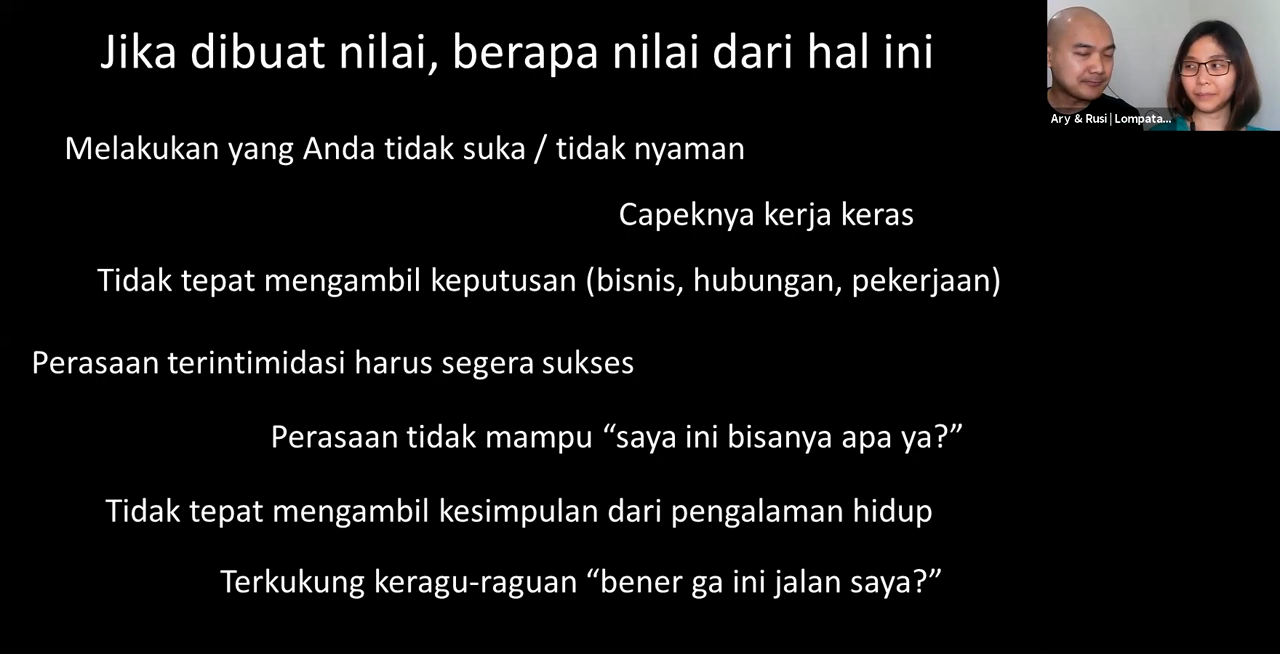 Jika dibuat nilai, berapa nilai dari hal ini
Ary & Rusi | Lompata...
Melakukan yang Anda tidak suka / tidak nyaman
Capeknya kerja keras
Tidak tepat mengambil keputusan (bisnis, hubungan, pekerjaan)
Perasaan terintimidasi harus segera sukses
Perasaan tidak mampu “saya ini bisanya apa ya?”
Tidak tepat mengambil kesimpulan dari pengalaman hidup
Terkukung keragu-raguan “bener ga ini jalan saya?”